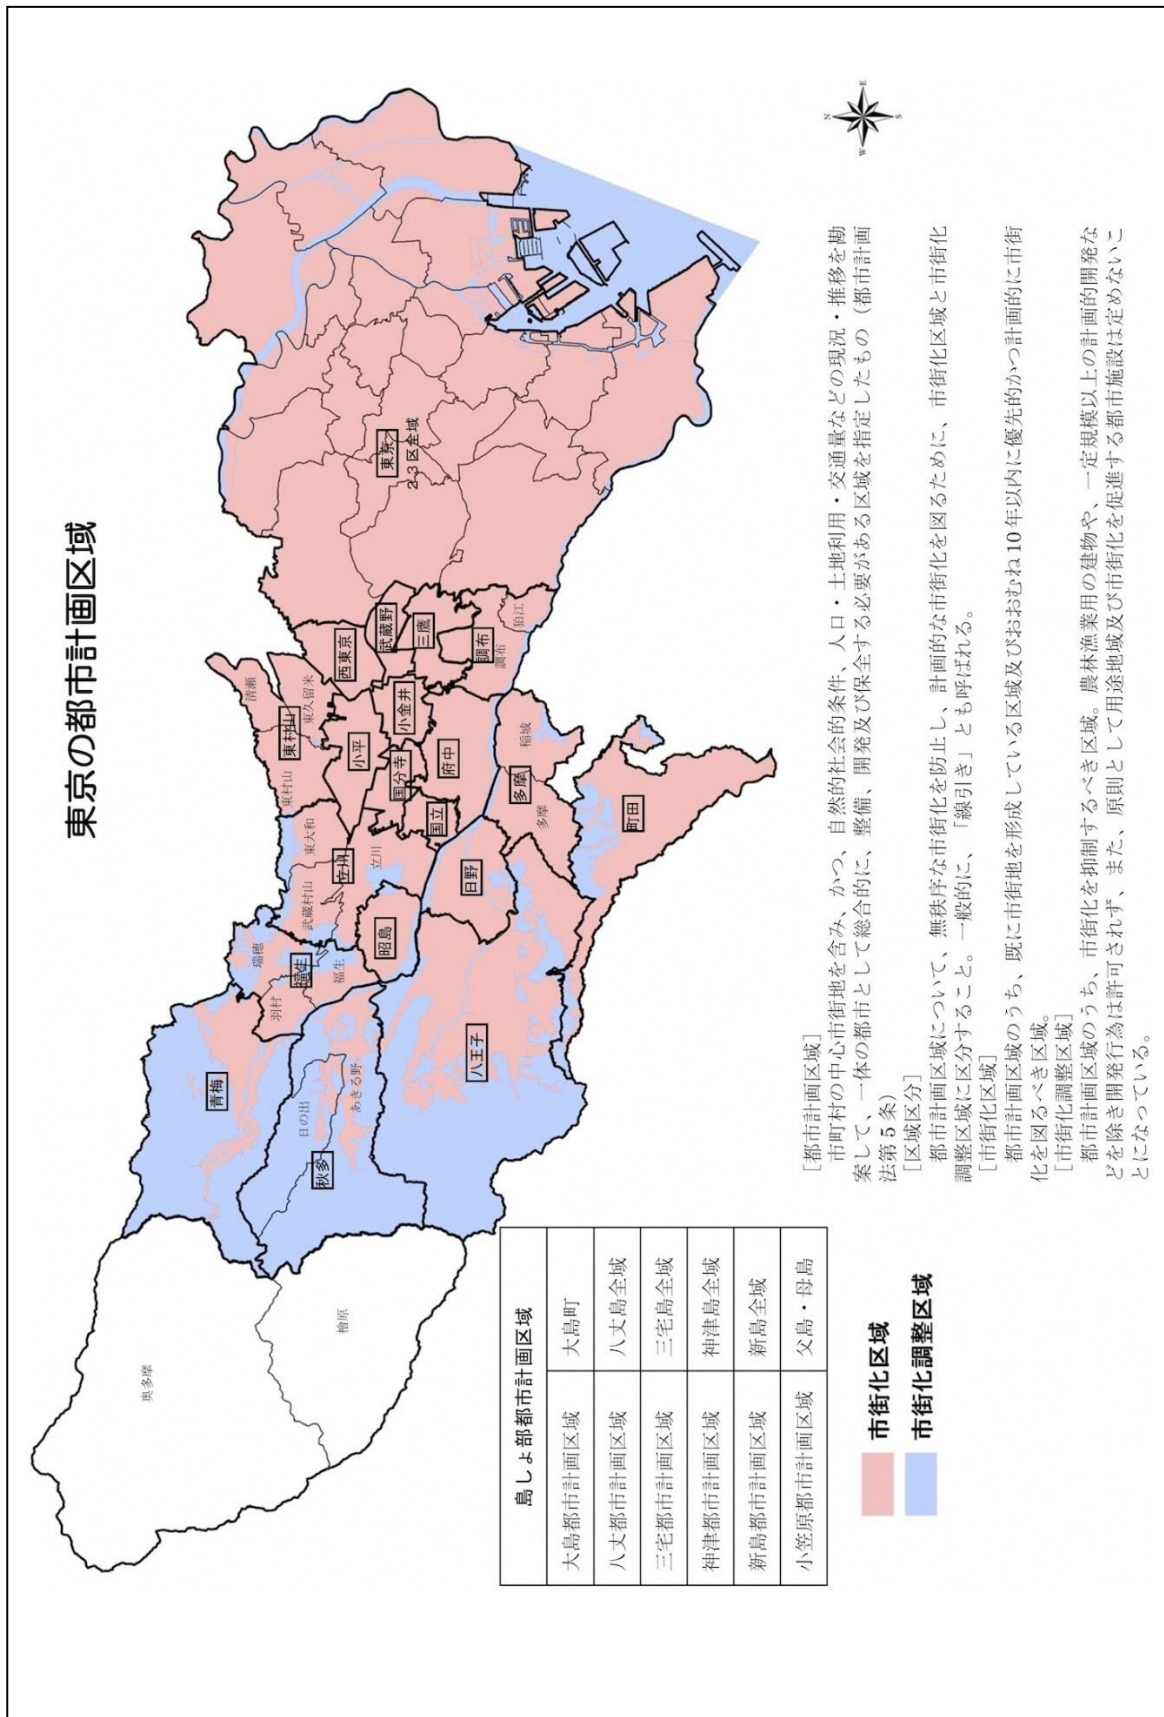 東京の都市計画区域
N
E
W
S
奥多摩
檜原
青梅
瑞穂
羽村
福生
福生
日の出
あきる野
秋多
八王子
昭島
武蔵村山
東大和
立川
立川
東村山
東村山
清瀬
東久留米
小平
国分寺
国立
小金井
府中
日野
多摩
多摩
稲城
町田
西東京
武蔵野
三鷹
調布
調布
狛江
東京
23区全域
島しょ部都市計画区域
大島都市計画区域 大島町
八丈都市計画区域 八丈島全域
三宅都市計画区域 三宅島全域
神津都市計画区域 神津島全域
新島都市計画区域 新島全域
小笠原都市計画区域 父島・母島
市街化区域
市街化調整区域
[都市計画区域]
市町村の中心市街地を含み、かつ、自然的社会的条件、人口・土地利用・交通量などの現況・推移を勘
案して、一体の都市として総合的に、整備、開発及び保全する必要がある区域を指定したもの（都市計画
法第5条）
[区域区分]
都市計画区域について、無秩序な市街化を防止し、計画的な市街化を図るために、市街化区域と市街化
調整区域に区分すること。一般的に、「線引き」とも呼ばれる。
[市街化区域]
都市計画区域のうち、既に市街地を形成している区域及びおおむね10年以内に優先的かつ計画的に市街
化を図るべき区域。
[市街化調整区域]
都市計画区域のうち、市街化を抑制するべき区域。農林漁業用の建物や、一定規模以上の計画的開発な
どを除き開発行為は許可されず、また、原則として用途地域及び市街化を促進する都市施設は定めないこ
とになっている。